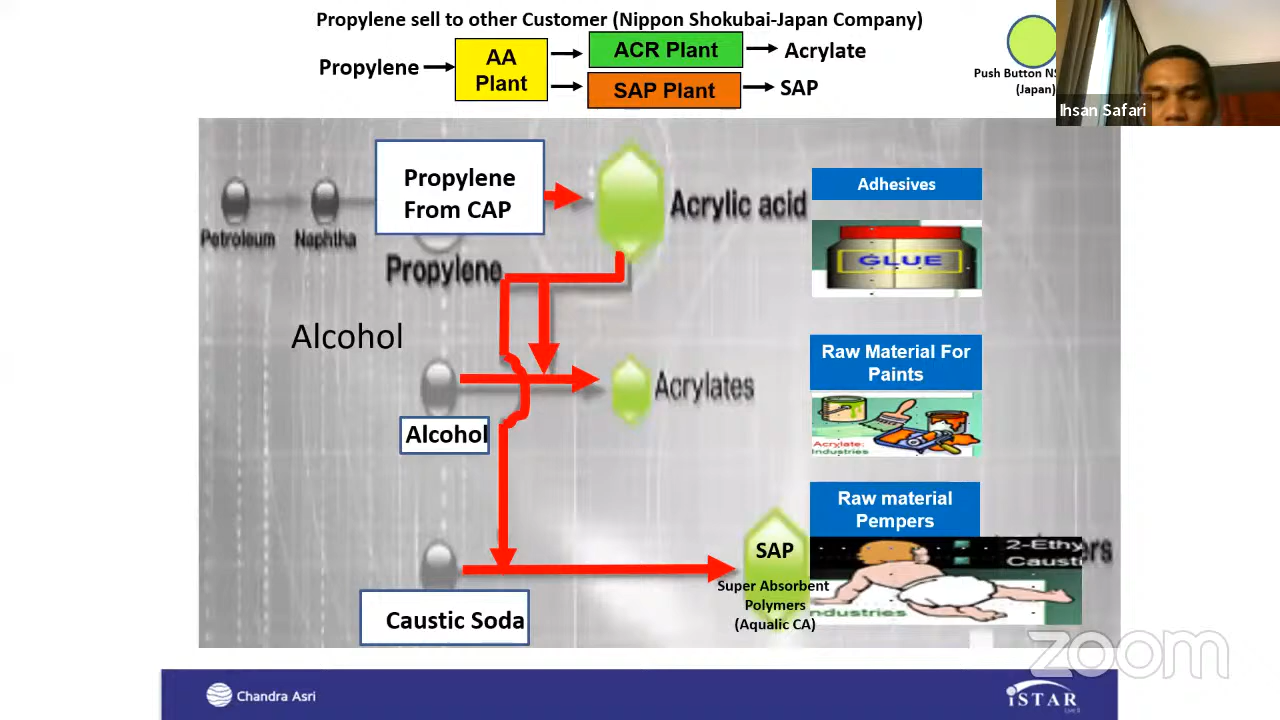 Propylene sell to other Customer (Nippon Shokubai-Japan Company)
Propylene
AA
Plant
ACR Plant
Acrylate
SAP Plant
SAP
Push Button
(Japan)
Ihsan Safari
Petroleum
Naphtha
Propylene
From CAP
Propylene
Acrylic acid
Adhesives
GLUE
Alcohol
Raw Material For
Paints
Acrylates
Acrylate:
Industries
Alcohol
Raw material
Pempers
SAP
2-Ethy
Causti
ers
Super Absorbent
Polymers
(Aqualic CA)
ndustries
Caustic Soda
zoom
Chandra Asri
iSTAR